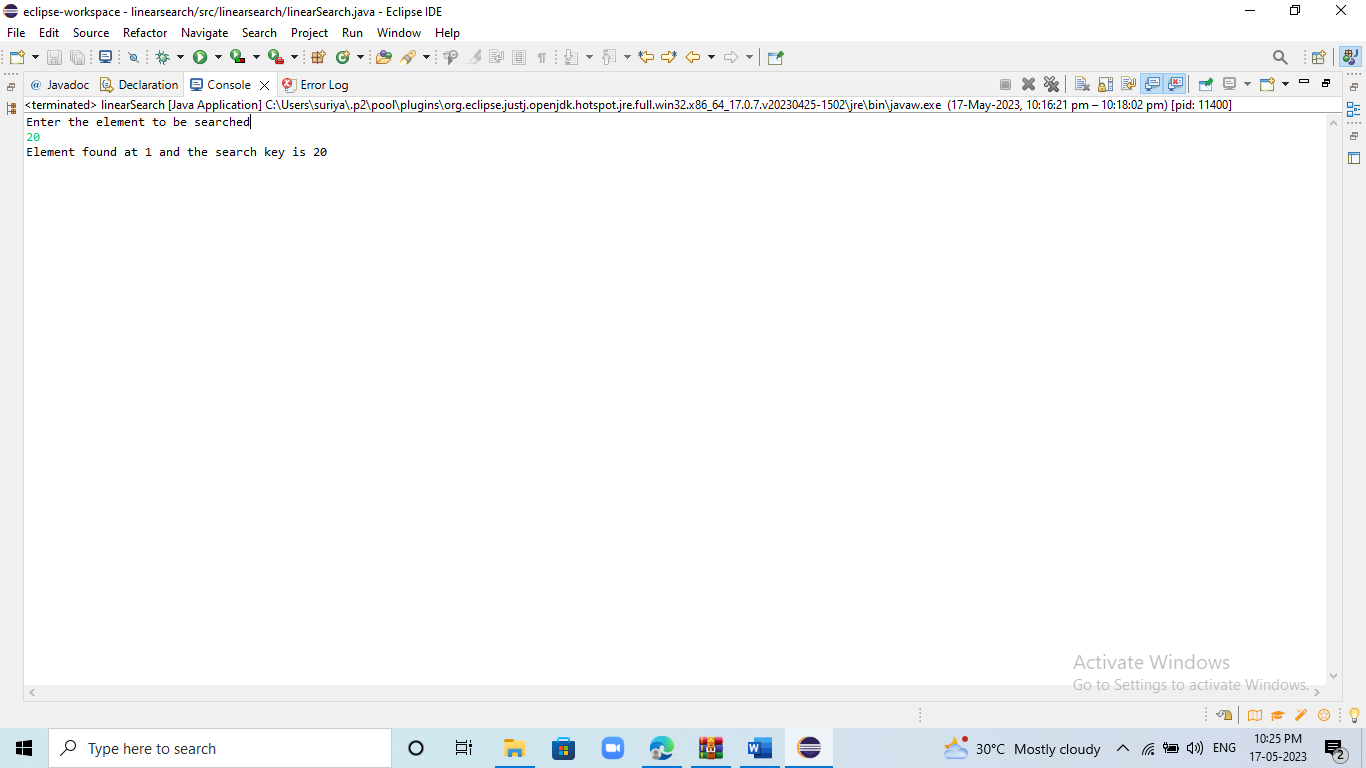 eclipse-workspace - linearsearch/src/linearsearch/linearSearch.java - Eclipse IDE
File Edit Source Refactor Navigate Search Project Run Window Help
@ Javadoc Declaration Console Error Log
<terminated> linearSearch [Java Application] C:\Users\suriya\.p2\pool\plugins\org.eclipse.justj.openjdk.hotspot.jre.full.win32.x86_64_17.0.7.v20230425-1502\jre\bin\javaw.exe (17-May-2023, 10:16:21 pm – 10:18:02 pm) [pid: 11400]
Enter the element to be searched
20
Element found at 1 and the search key is 20
Activate Windows
Go to Settings to activate Windows.
Type here to search
30°C Mostly cloudy
ENG
10:25 PM
17-05-2023
2